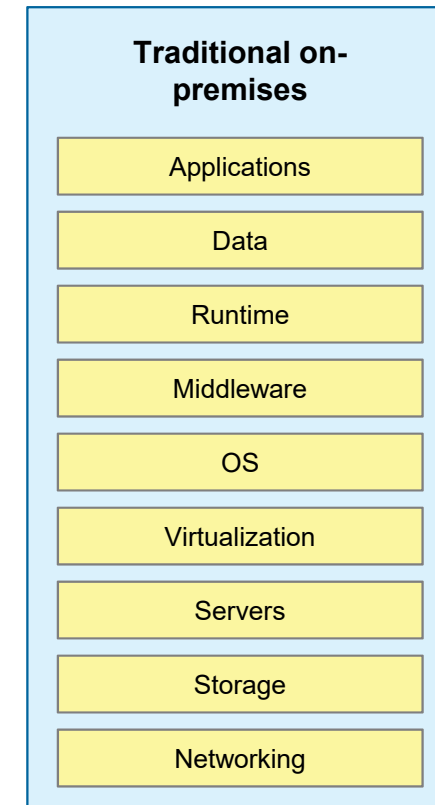 Traditional on-
premises
Applications
Data
Runtime
Middleware
OS
Virtualization
Servers
Storage
Networking